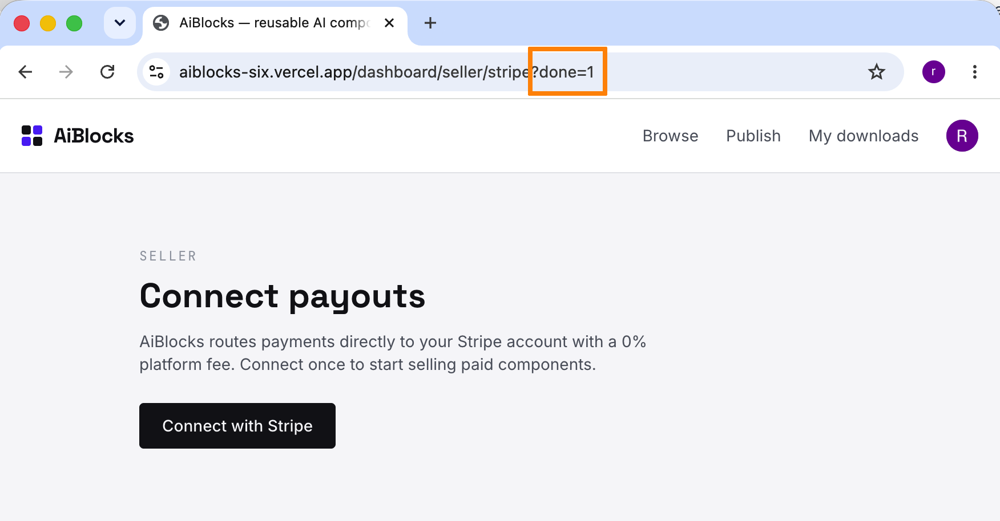 AiBlocks — reusable AI comp
aiblocks-six.vercel.app/dashboard/seller/stripe?done=1
r
AiBlocks
Browse
Publish
My downloads
R
SELLER
Connect payouts
AiBlocks routes payments directly to your Stripe account with a 0%
platform fee. Connect once to start selling paid components.
Connect with Stripe